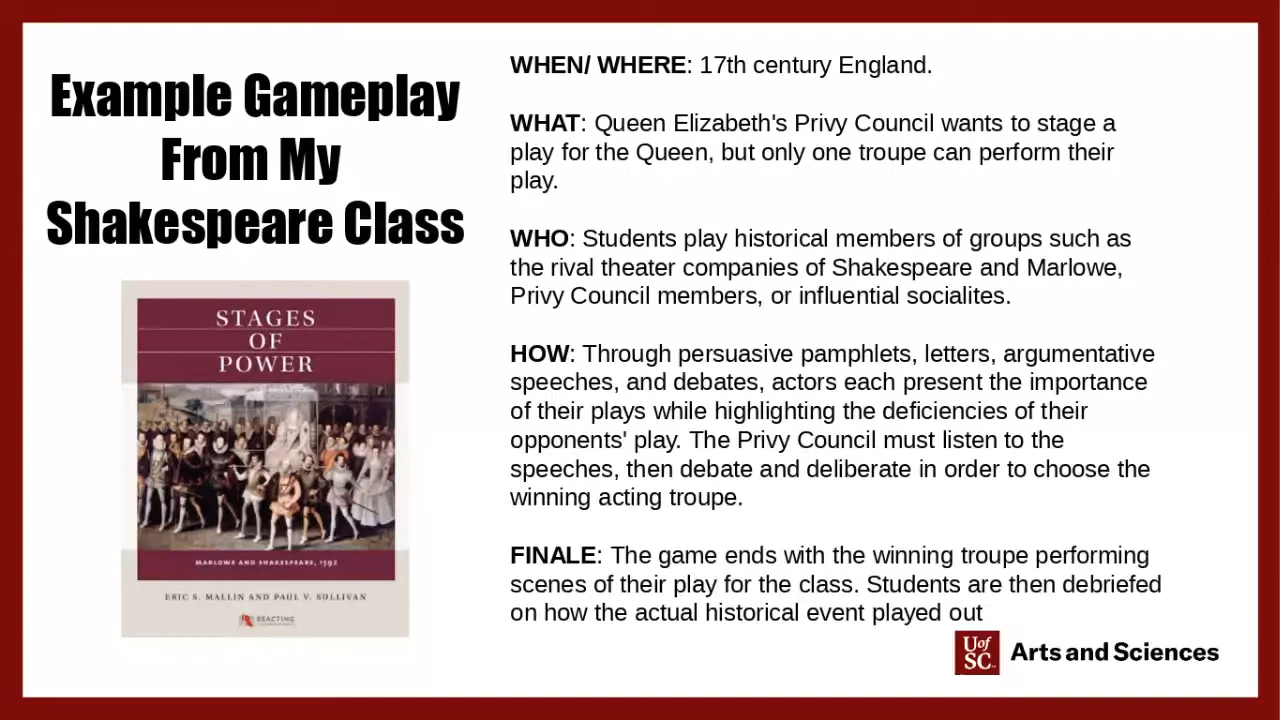 Example Gameplay
From My
Shakespeare Class
STAGES
OF
POWER
MARLOWE AND SHAKESPEARE, 1592
ERIC S. MALLIN AND PAUL V. SULLIVAN
REACTING
WHEN/ WHERE: 17th century England.
WHAT: Queen Elizabeth's Privy Council wants to stage a
play for the Queen, but only one troupe can perform their
play.
WHO: Students play historical members of groups such as
the rival theater companies of Shakespeare and Marlowe,
Privy Council members, or influential socialites.
HOW: Through persuasive pamphlets, letters, argumentative
speeches, and debates, actors each present the importance
of their plays while highlighting the deficiencies of their
opponents' play. The Privy Council must listen to the
speeches, then debate and deliberate in order to choose the
winning acting troupe.
FINALE: The game ends with the winning troupe performing
scenes of their play for the class. Students are then debriefed
on how the actual historical event played out
UofSC Arts and Sciences